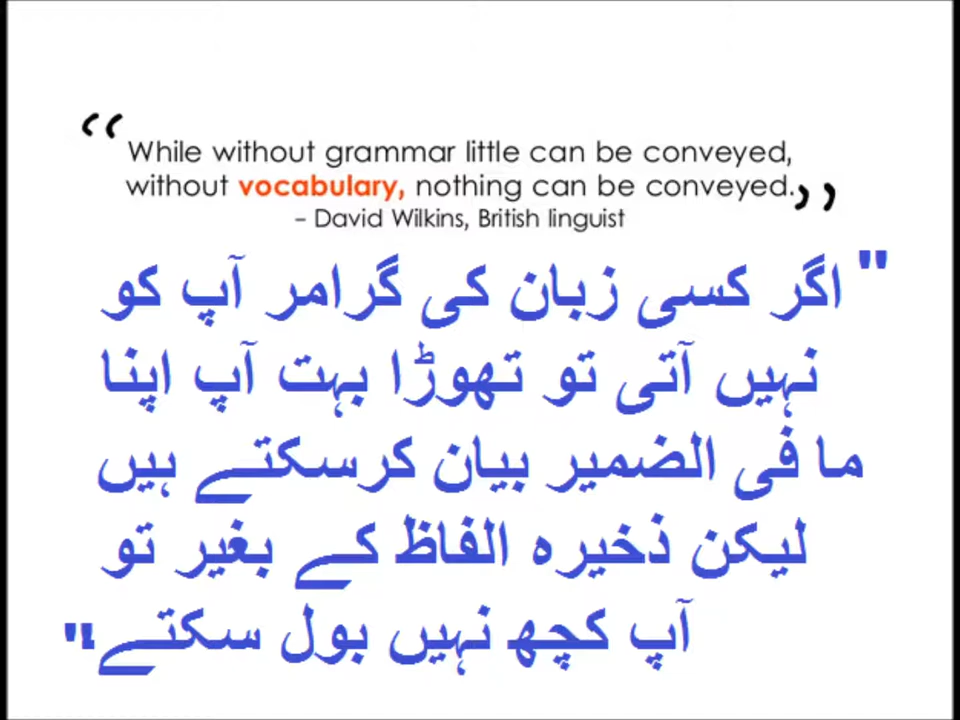 “While without grammar little can be conveyed,
without vocabulary, nothing can be conveyed.”
– David Wilkins, British linguist
"اگر کسی زبان کی گرامر آپ کو
نہیں آتی تو تھوڑا بہت آپ اپنا
ما فی الضمیر بیان کرسکتے ہیں
لیکن ذخیرہ الفاظ کے بغیر تو
آپ کچھ نہیں بول سکتے۔"